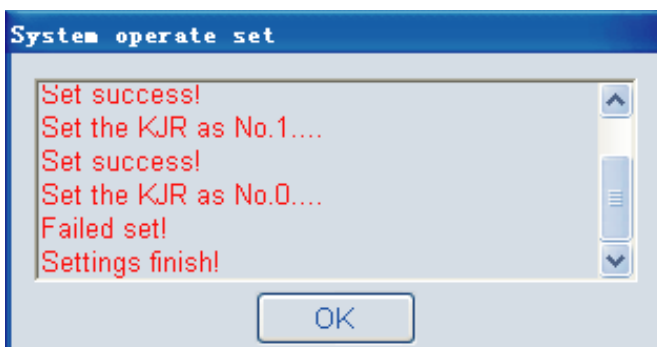 System operate set
Set success!
Set the KJR as No.1....
Set success!
Set the KJR as No.0....
Failed set!
Settings finish!
OK